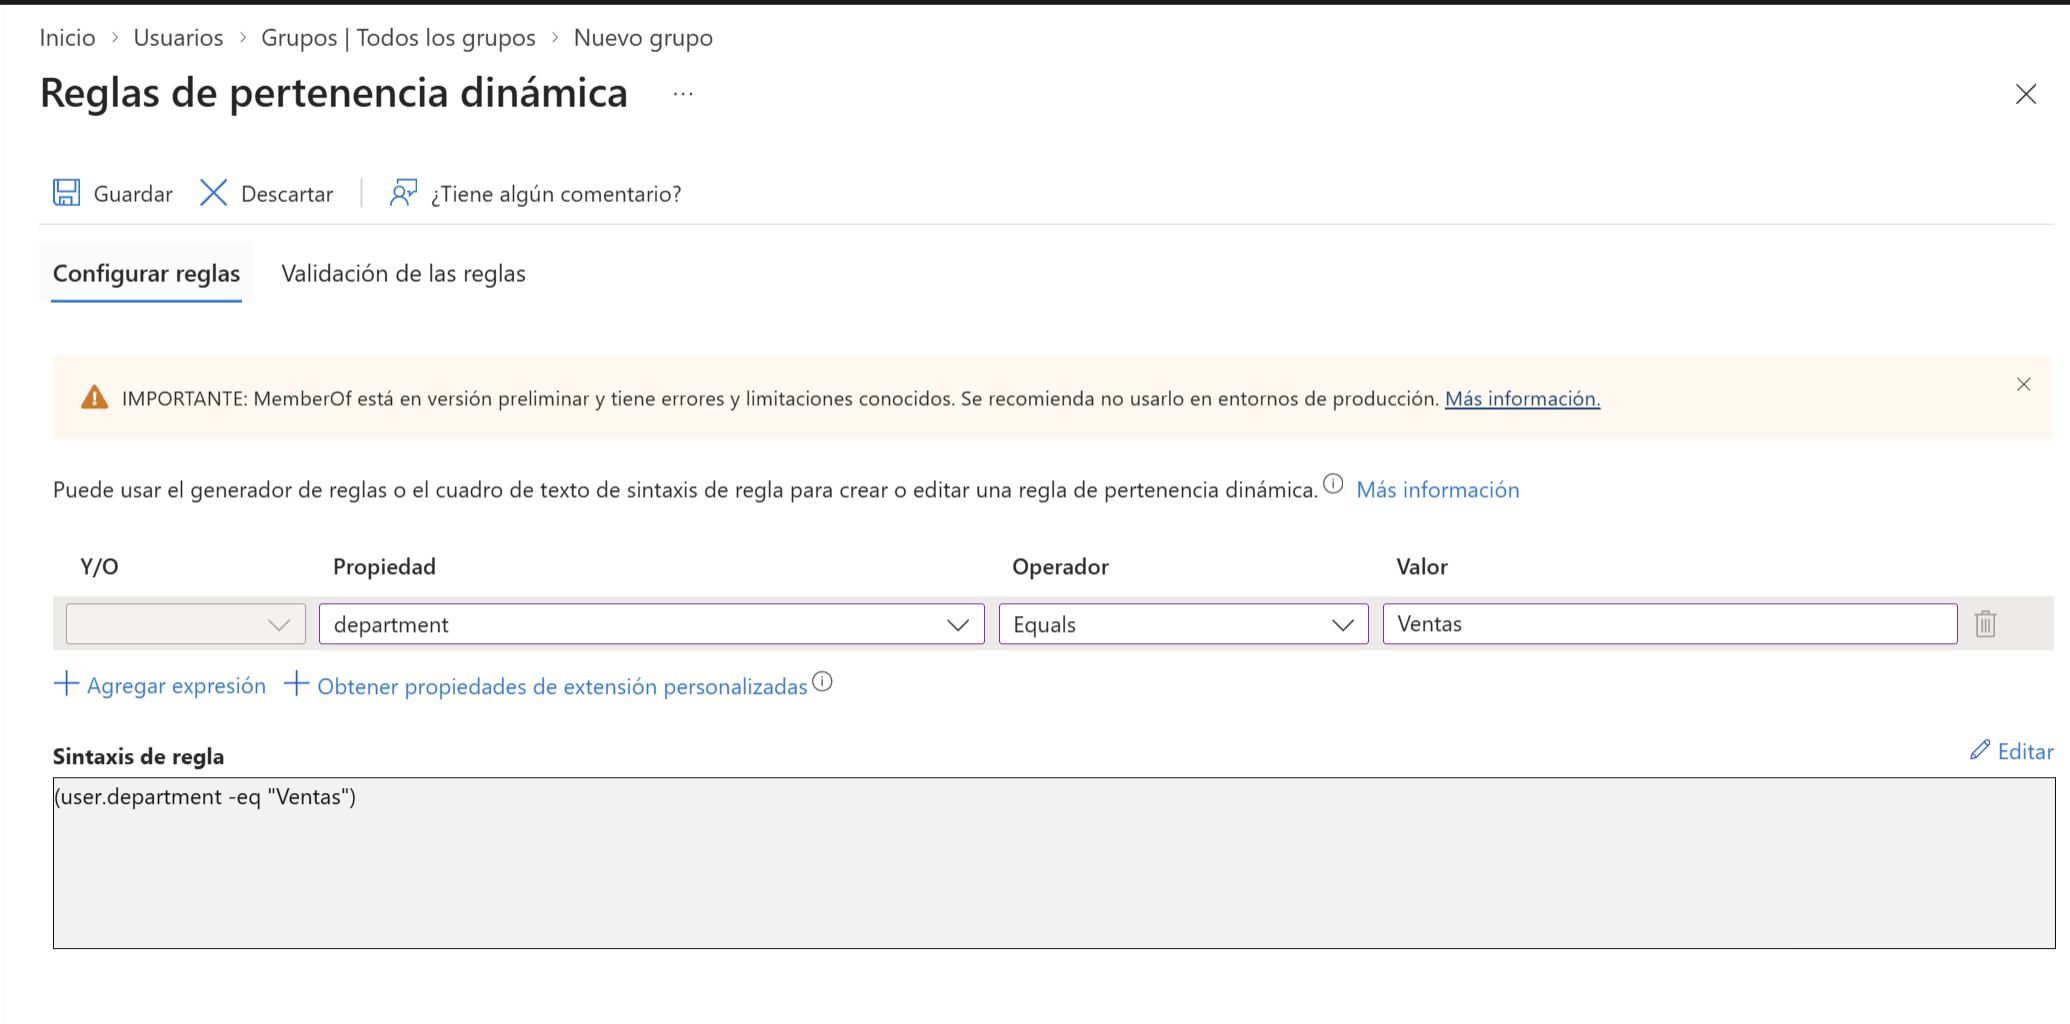 Inicio > Usuarios > Grupos | Todos los grupos > Nuevo grupo
Reglas de pertenencia dinámica ...
Guardar Descartar | ¿Tiene algún comentario?
Configurar reglas Validación de las reglas
IMPORTANTE: MemberOf está en versión preliminar y tiene errores y limitaciones conocidos. Se recomienda no usarlo en entornos de producción. Más información.
Puede usar el generador de reglas o el cuadro de texto de sintaxis de regla para crear o editar una regla de pertenencia dinámica. Más información
Y/O Propiedad Operador Valor
department Equals Ventas
Agregar expresión Obtener propiedades de extensión personalizadas
Sintaxis de regla Editar
(user.department -eq "Ventas")